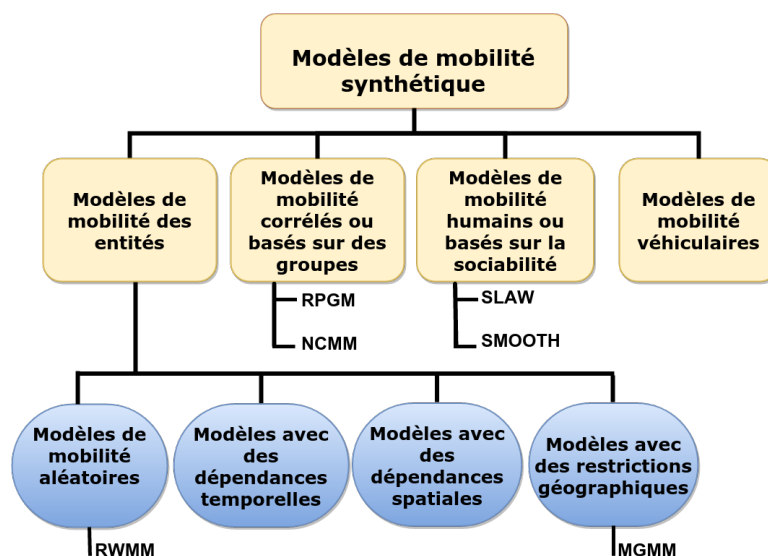 Modèles de mobilité
synthétique
Modèles de
mobilité des
entités
Modèles de
mobilité
corrélés ou
basés sur des
groupes
Modèles de
mobilité
humains ou
basés sur la
sociabilité
Modèles de
mobilité
véhiculaires
RPGM
NCMM
SLAW
SMOOTH
Modèles de
mobilité
aléatoires
Modèles avec
des
dépendances
temporelles
Modèles avec
des
dépendances
spatiales
Modèles avec
des restrictions
géographiques
RWMM
MGMM